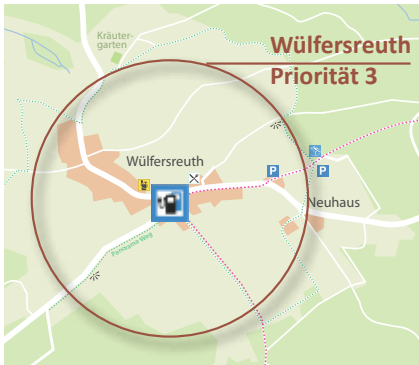 Kräuter-
garten
Wülfersreuth
Priorität 3
Wülfersreuth
P
P
Neuhaus
Panorama Weg